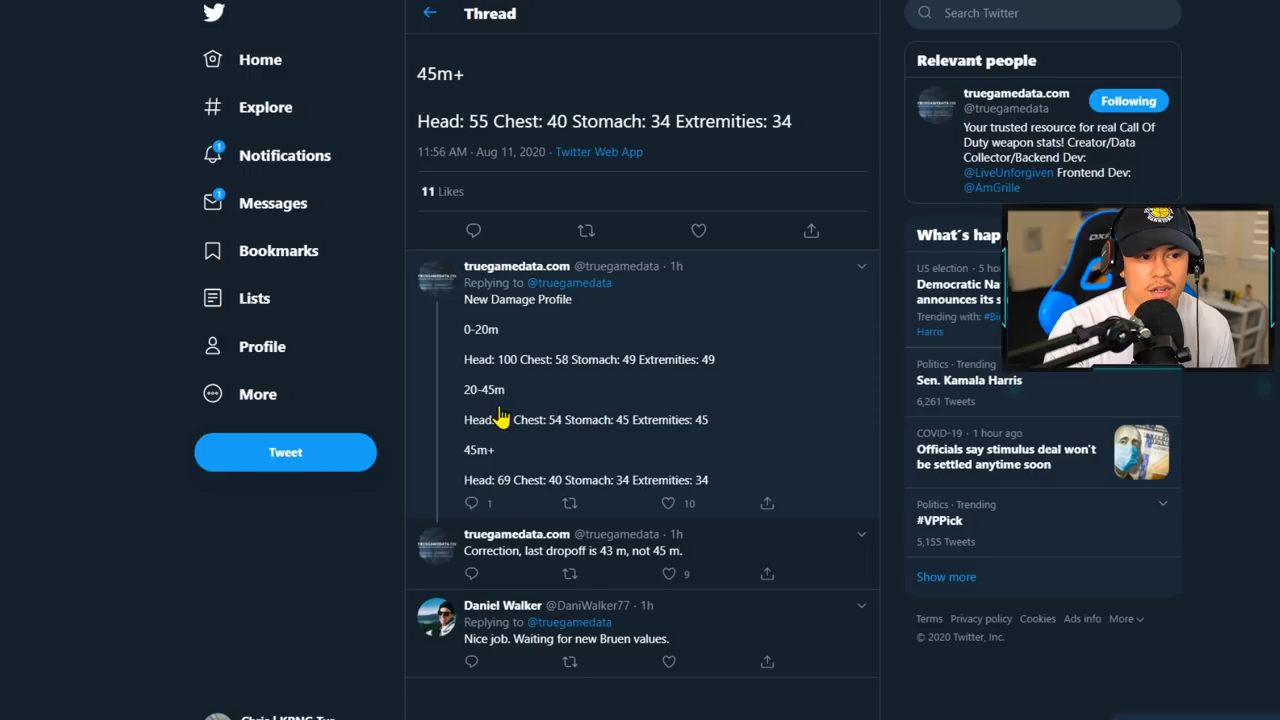 Home
Explore
1
Notifications
1
Messages
Bookmarks
Lists
Profile
More
Tweet
Thread
45m+
Head: 55 Chest: 40 Stomach: 34 Extremities: 34
11:56 AM · Aug 11, 2020 · Twitter Web App
11 Likes
truegamedata.com @truegamedata · 1h
Replying to @truegamedata
New Damage Profile
0-20m
Head: 100 Chest: 58 Stomach: 49 Extremities: 49
20-45m
Head: Chest: 54 Stomach: 45 Extremities: 45
45m+
Head: 69 Chest: 40 Stomach: 34 Extremities: 34
1 10
truegamedata.com @truegamedata · 1h
Correction, last dropoff is 43 m, not 45 m.
9
Daniel Walker @DaniWalker77 · 1h
Replying to @truegamedata
Nice job. Waiting for new Bruen values.
Search Twitter
Relevant people
truegamedata.com
@truegamedata
Following
Your trusted resource for real Call Of
Duty weapon stats! Creator/Data
Collector/Backend Dev:
@LiveUnforgiven Frontend Dev:
@AmGrille
What's hap
US election · 5 hou
Democratic Nat
announces its s
Trending with: #Bi
Harris
Politics · Trending
Sen. Kamala Harris
6,261 Tweets
COVID-19 · 1 hour ago
Officials say stimulus deal won't
be settled anytime soon
Politics · Trending
#VPPick
5,155 Tweets
Show more
Terms Privacy policy Cookies Ads info More
© 2020 Twitter, Inc.